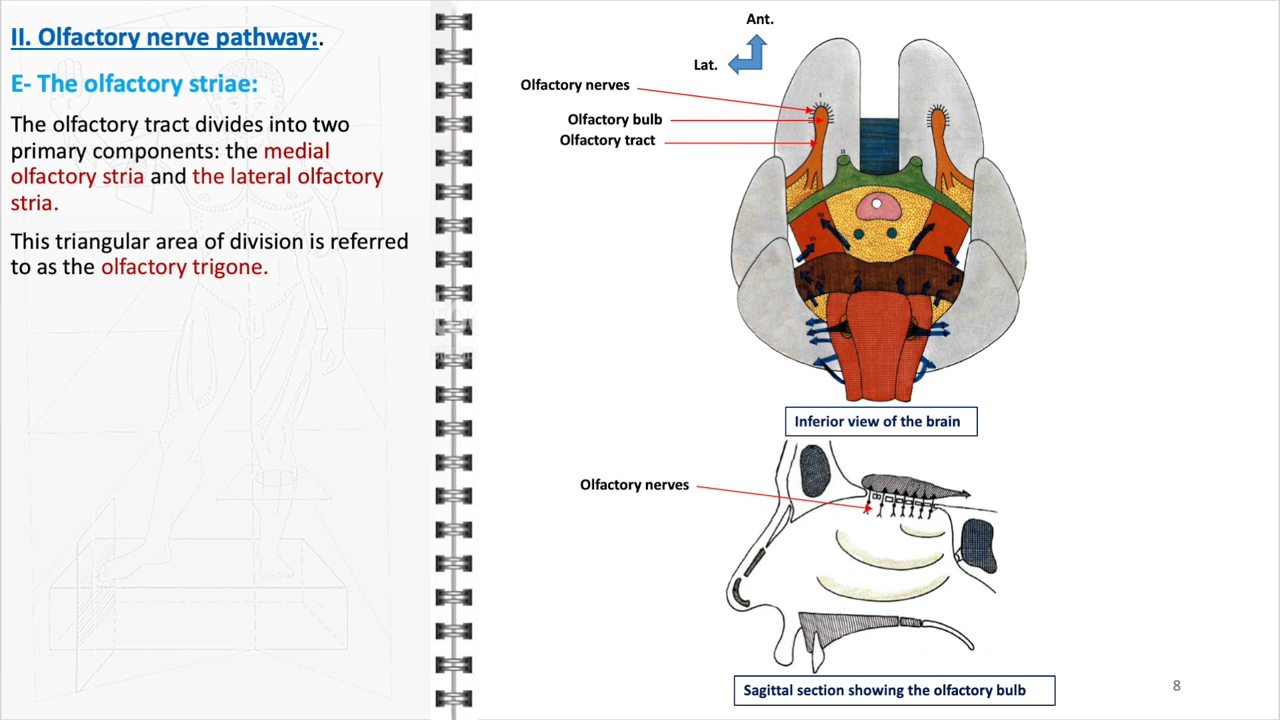 II. Olfactory nerve pathway:.
E- The olfactory striae:
The olfactory tract divides into two
primary components: the medial
olfactory stria and the lateral olfactory
stria.
This triangular area of division is referred
to as the olfactory trigone.
Ant.
Lat.
Olfactory nerves
Olfactory bulb
Olfactory tract
I
II
III
IV
Inferior view of the brain
Olfactory nerves
Sagittal section showing the olfactory bulb
8